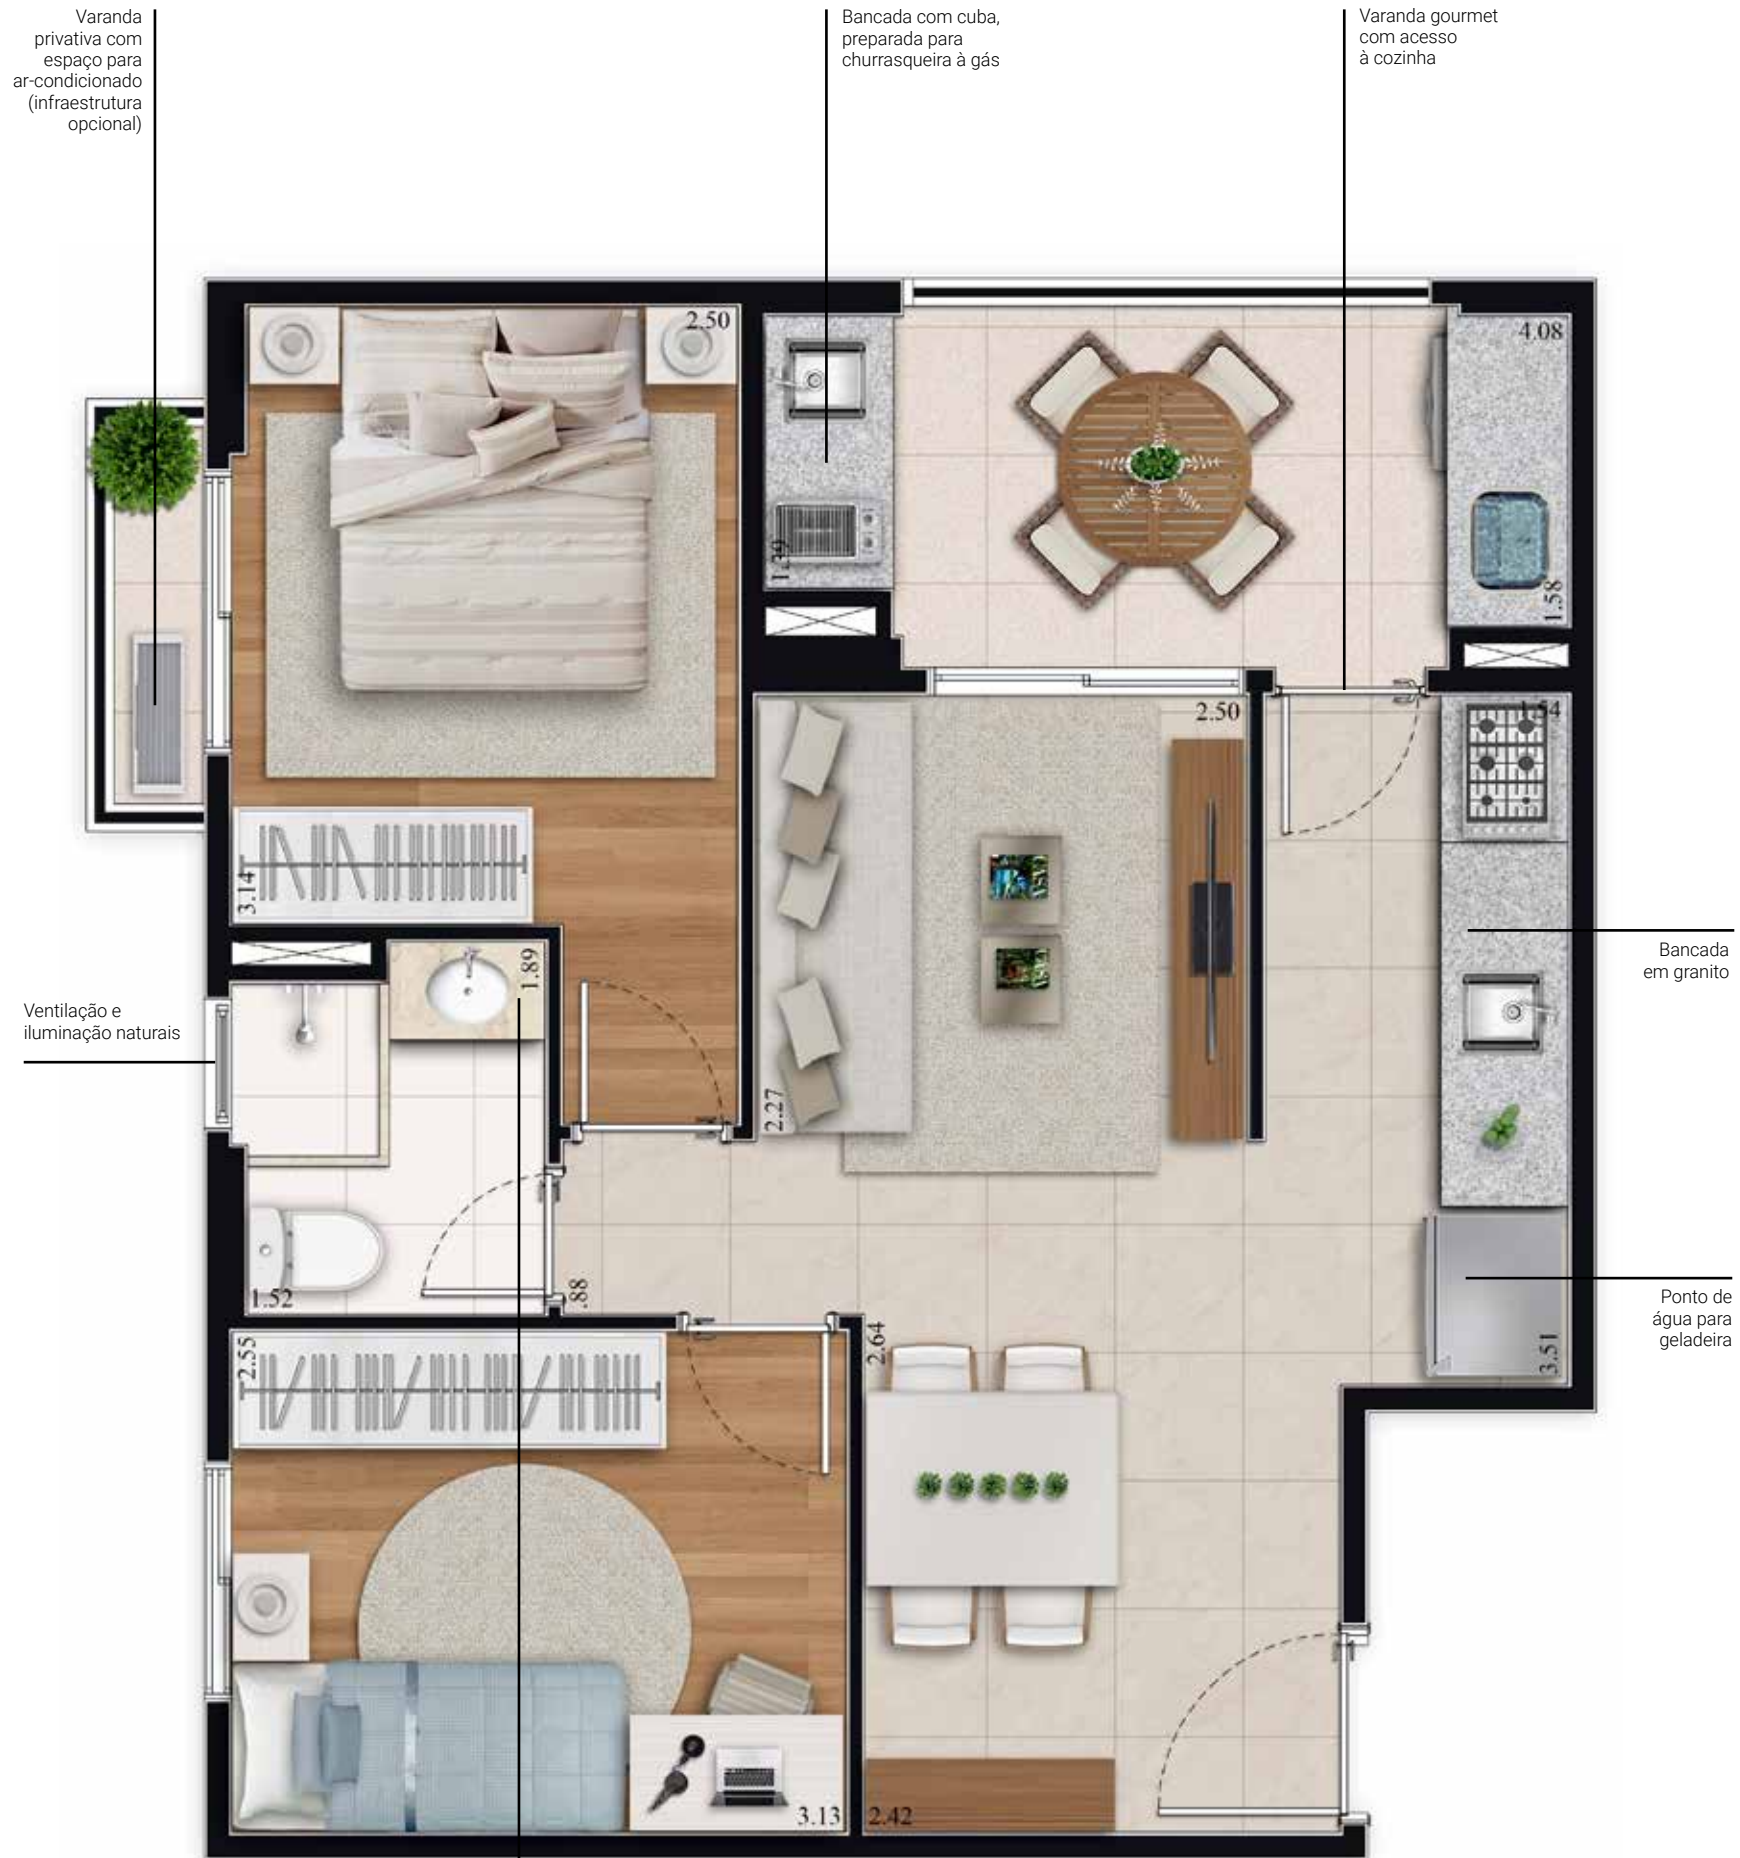 Varanda
privativa com
espaço para
ar-condicionado
(infraestrutura
opcional)
Bancada com cuba,
preparada para
churrasqueira à gás
Varanda gourmet
com acesso
à cozinha
2.50
4.08
1.39
1.58
2.50
1.54
3.14
Bancada
em granito
1.89
Ventilação e
iluminação naturais
2.27
1.52
.88
Ponto de
água para
geladeira
2.55
2.64
3.51
3.13
2.42